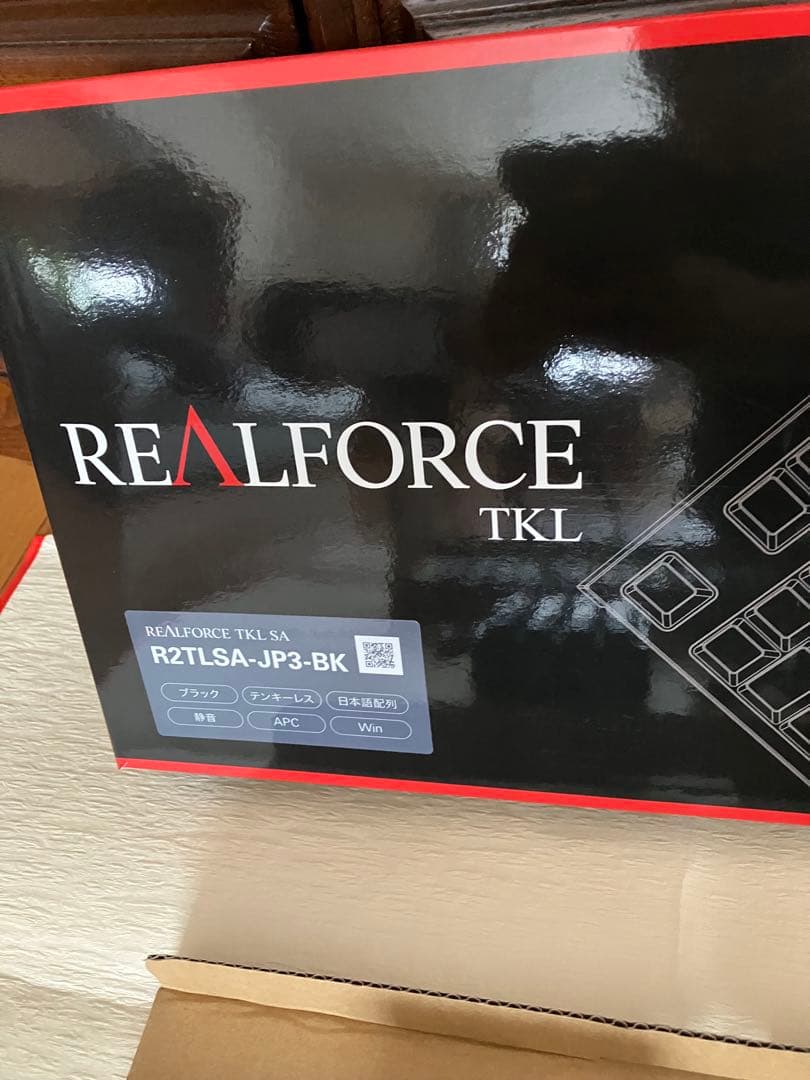 REALFORCE
TKL
REALFORCE TKL SA
R2TLSA-JP3-BK
ブラック テンキーレス 日本語配列
静音 APC Win